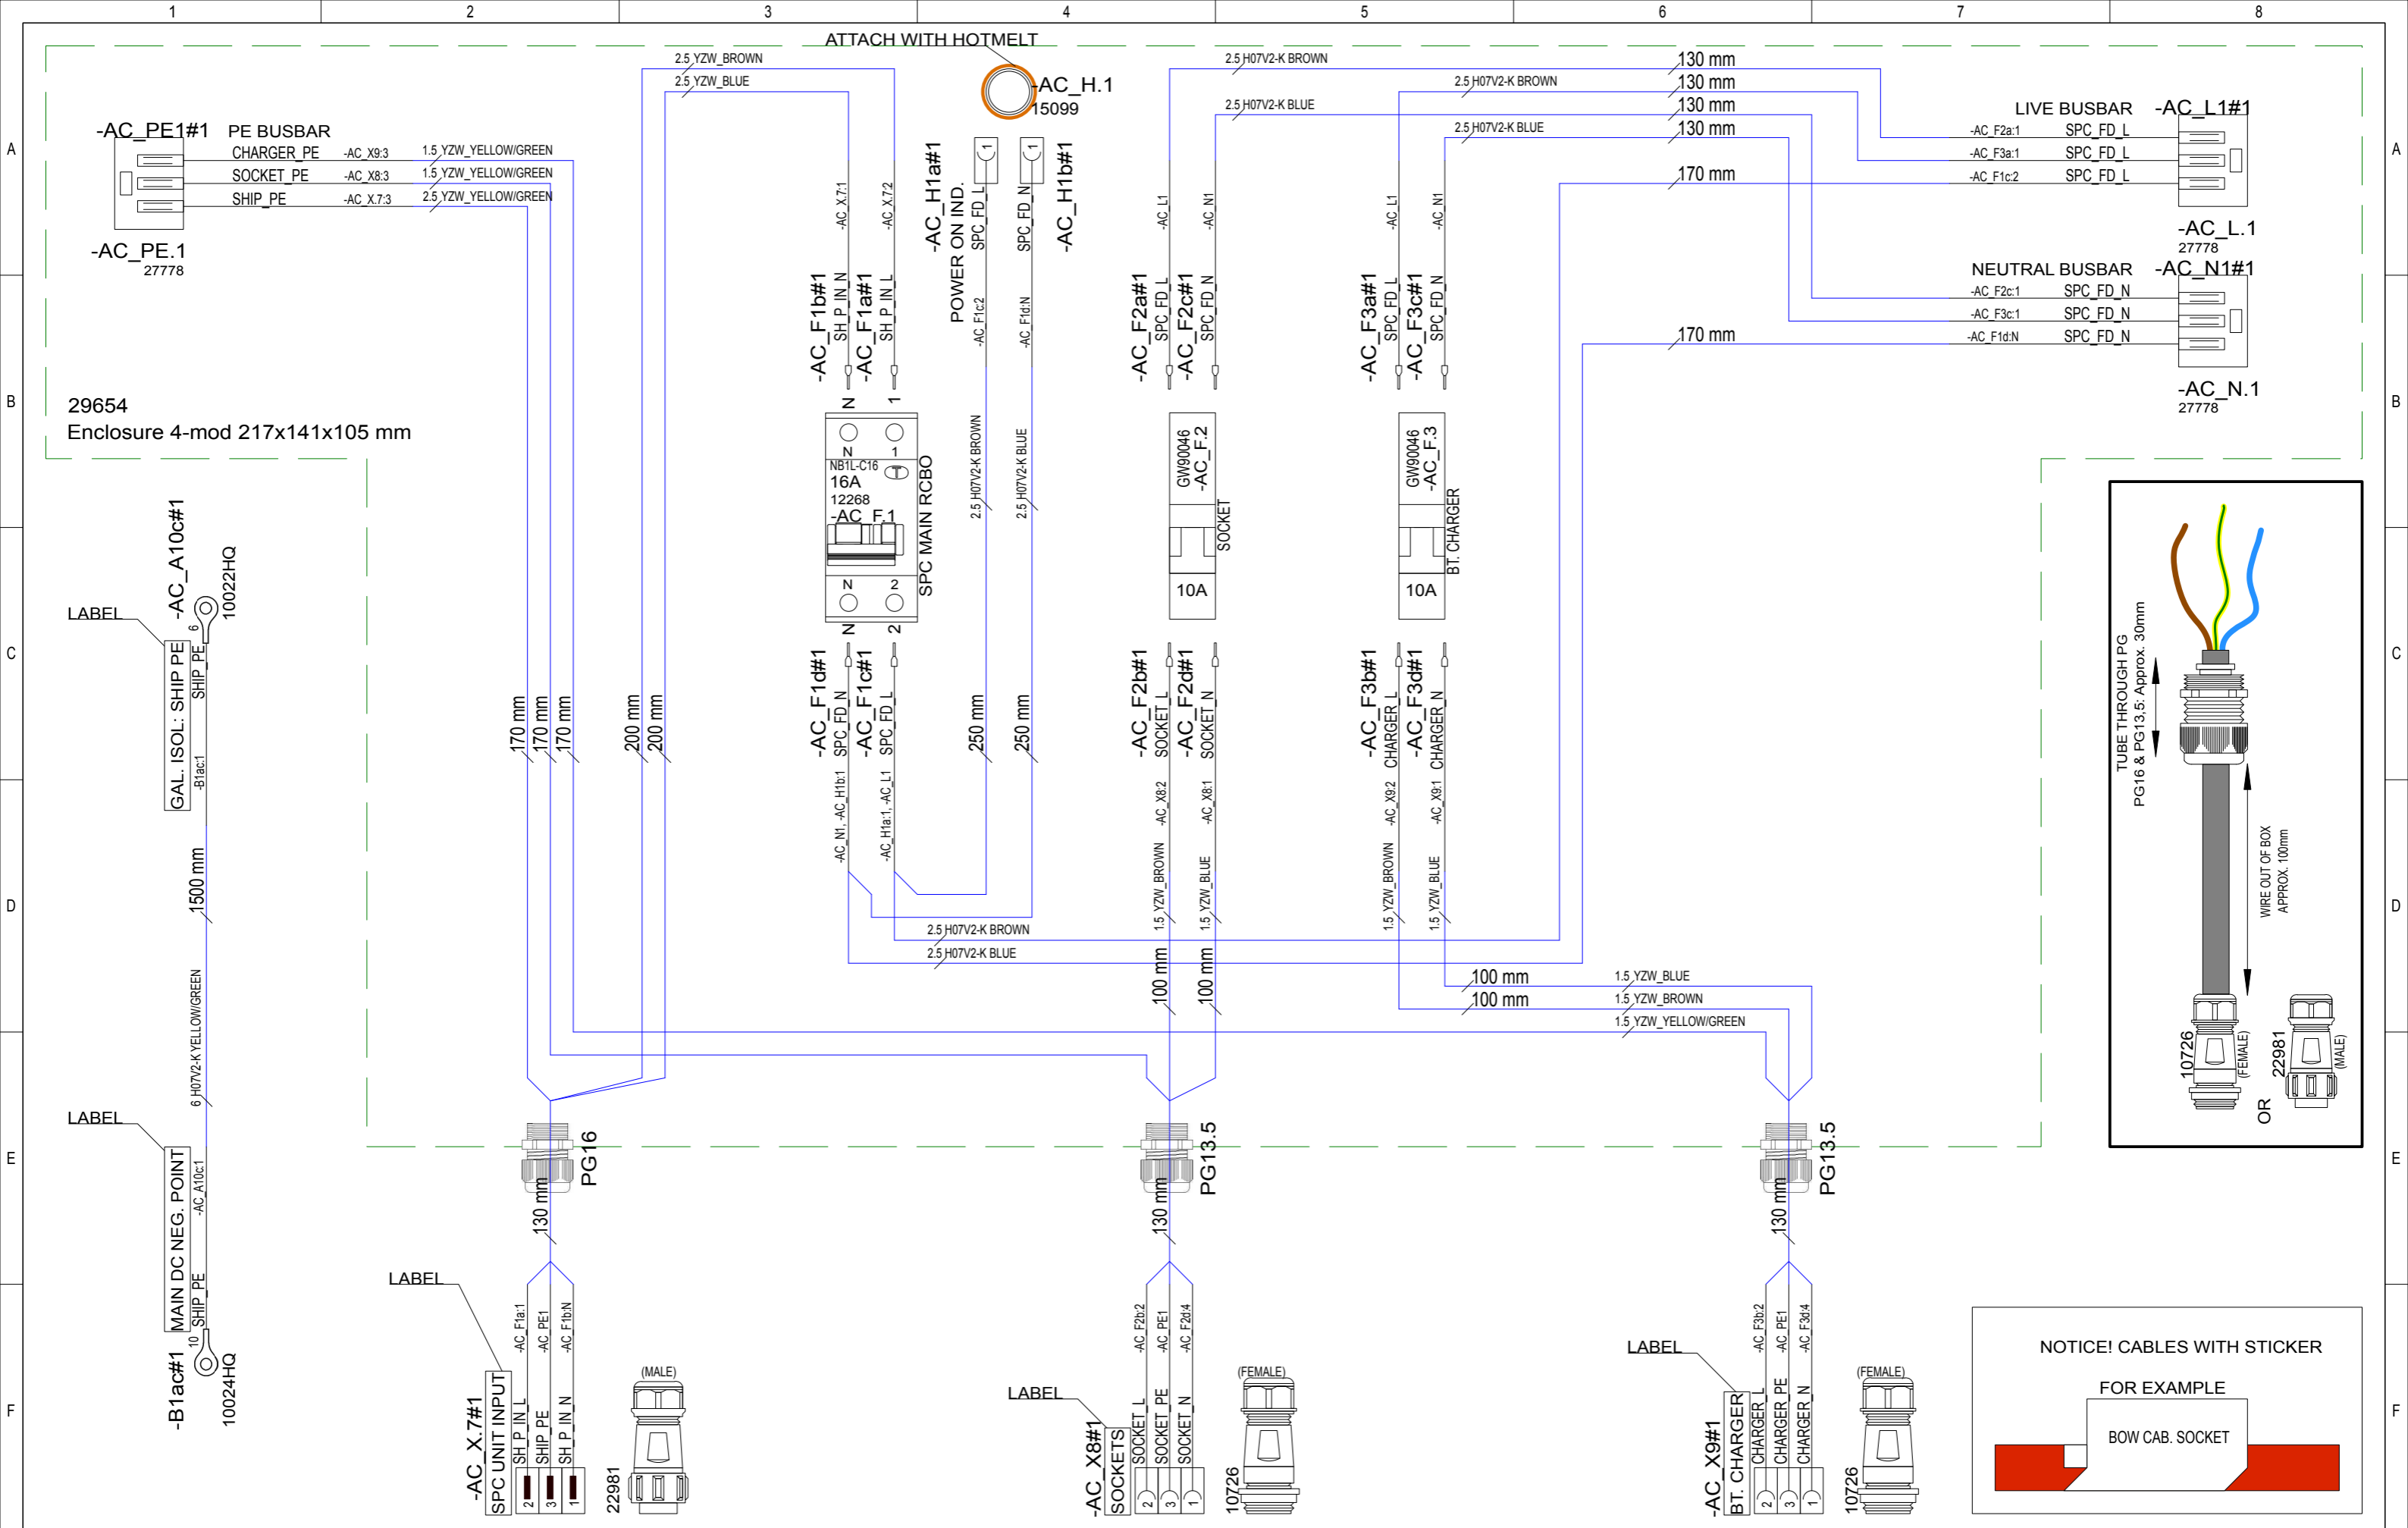 1 2 3 4 5 6 7 8
A
B
C
D
E
F
A
B
C
D
E
F
ATTACH WITH HOTMELT
-AC_H.1
15099
-AC_PE1#1 PE BUSBAR
CHARGER_PE -AC_X9:3 1.5 YZW_YELLOW/GREEN
SOCKET_PE -AC_X8:3 1.5 YZW_YELLOW/GREEN
SHIP_PE -AC_X.7:3 2.5 YZW_YELLOW/GREEN
-AC_PE.1
27778
2.5 YZW_BROWN
2.5 YZW_BLUE
2.5 H07V2-K BROWN 130 mm
2.5 H07V2-K BROWN 130 mm
2.5 H07V2-K BLUE 130 mm
2.5 H07V2-K BLUE 130 mm
170 mm
170 mm
LIVE BUSBAR -AC_L1#1
-AC_F2a:1 SPC_FD_L
-AC_F3a:1 SPC_FD_L
-AC_F1c:2 SPC_FD_L
-AC_L.1
27778
NEUTRAL BUSBAR -AC_N1#1
-AC_F2c:1 SPC_FD_N
-AC_F3c:1 SPC_FD_N
-AC_F1d:N SPC_FD_N
-AC_N.1
27778
29654
Enclosure 4-mod 217x141x105 mm
-AC_F1b#1
SH_P_IN_N
-AC_X.7:1
-AC_F1a#1
SH_P_IN_L
-AC_X.7:2
-AC_H1a#1
POWER ON IND.
1
SPC_FD_L
-AC_F1c:2
2.5 H07V2-K BROWN
250 mm
1
-AC_H1b#1
SPC_FD_N
-AC_F1d:N
2.5 H07V2-K BLUE
250 mm
-AC_F2a#1
SPC_FD_L
-AC_L1
-AC_F2c#1
SPC_FD_N
-AC_N1
-AC_F3a#1
SPC_FD_L
-AC_L1
-AC_F3c#1
SPC_FD_N
-AC_N1
N 1
N 1
NB1L-C16
16A
12268
-AC_F.1
N 2
N 2
SPC MAIN RCBO
GW90046
-AC_F.2
SOCKET
10A
GW90046
-AC_F.3
BT. CHARGER
10A
-AC_F1d#1
SPC_FD_N
-AC_N1, -AC_H1b:1
-AC_F1c#1
SPC_FD_L
-AC_H1a:1, -AC_L1
2.5 H07V2-K BROWN
2.5 H07V2-K BLUE
-AC_F2b#1
SOCKET_L
-AC_X8:2
1.5 YZW_BROWN
100 mm
-AC_F2d#1
SOCKET_N
-AC_X8:1
1.5 YZW_BLUE
100 mm
-AC_F3b#1
CHARGER_L
-AC_X9:2
1.5 YZW_BROWN
-AC_F3d#1
CHARGER_N
-AC_X9:1
1.5 YZW_BLUE
100 mm 1.5 YZW_BLUE
100 mm 1.5 YZW_BROWN
1.5 YZW_YELLOW/GREEN
170 mm
170 mm
170 mm
200 mm
200 mm
LABEL
GAL. ISOL: SHIP PE
-AC_A10c#1
10022HQ
6
SHIP_PE
-B1ac:1
1500 mm
6 H07V2-K YELLOW/GREEN
LABEL
MAIN DC NEG. POINT
-AC_A10c:1
SHIP_PE
10
-B1ac#1
10024HQ
PG16
130 mm
PG13.5
130 mm
PG13.5
130 mm
LABEL
-AC_X.7#1
SPC UNIT INPUT
-AC_F1a:1
SH_P_IN_L
2
-AC_PE1
SHIP_PE
3
-AC_F1b:N
SH_P_IN_N
1
(MALE)
22981
LABEL
-AC_X8#1
SOCKETS
-AC_F2b:2
SOCKET_L
2
-AC_PE1
SOCKET_PE
3
-AC_F2d:4
SOCKET_N
1
(FEMALE)
10726
LABEL
-AC_X9#1
BT. CHARGER
-AC_F3b:2
CHARGER_L
2
-AC_PE1
CHARGER_PE
3
-AC_F3d:4
CHARGER_N
1
(FEMALE)
10726
TUBE THROUGH PG
PG16 & PG13,5: Approx. 30mm
WIRE OUT OF BOX
APPROX. 100mm
10726
(FEMALE)
OR
22981
(MALE)
NOTICE! CABLES WITH STICKER
FOR EXAMPLE
BOW CAB. SOCKET